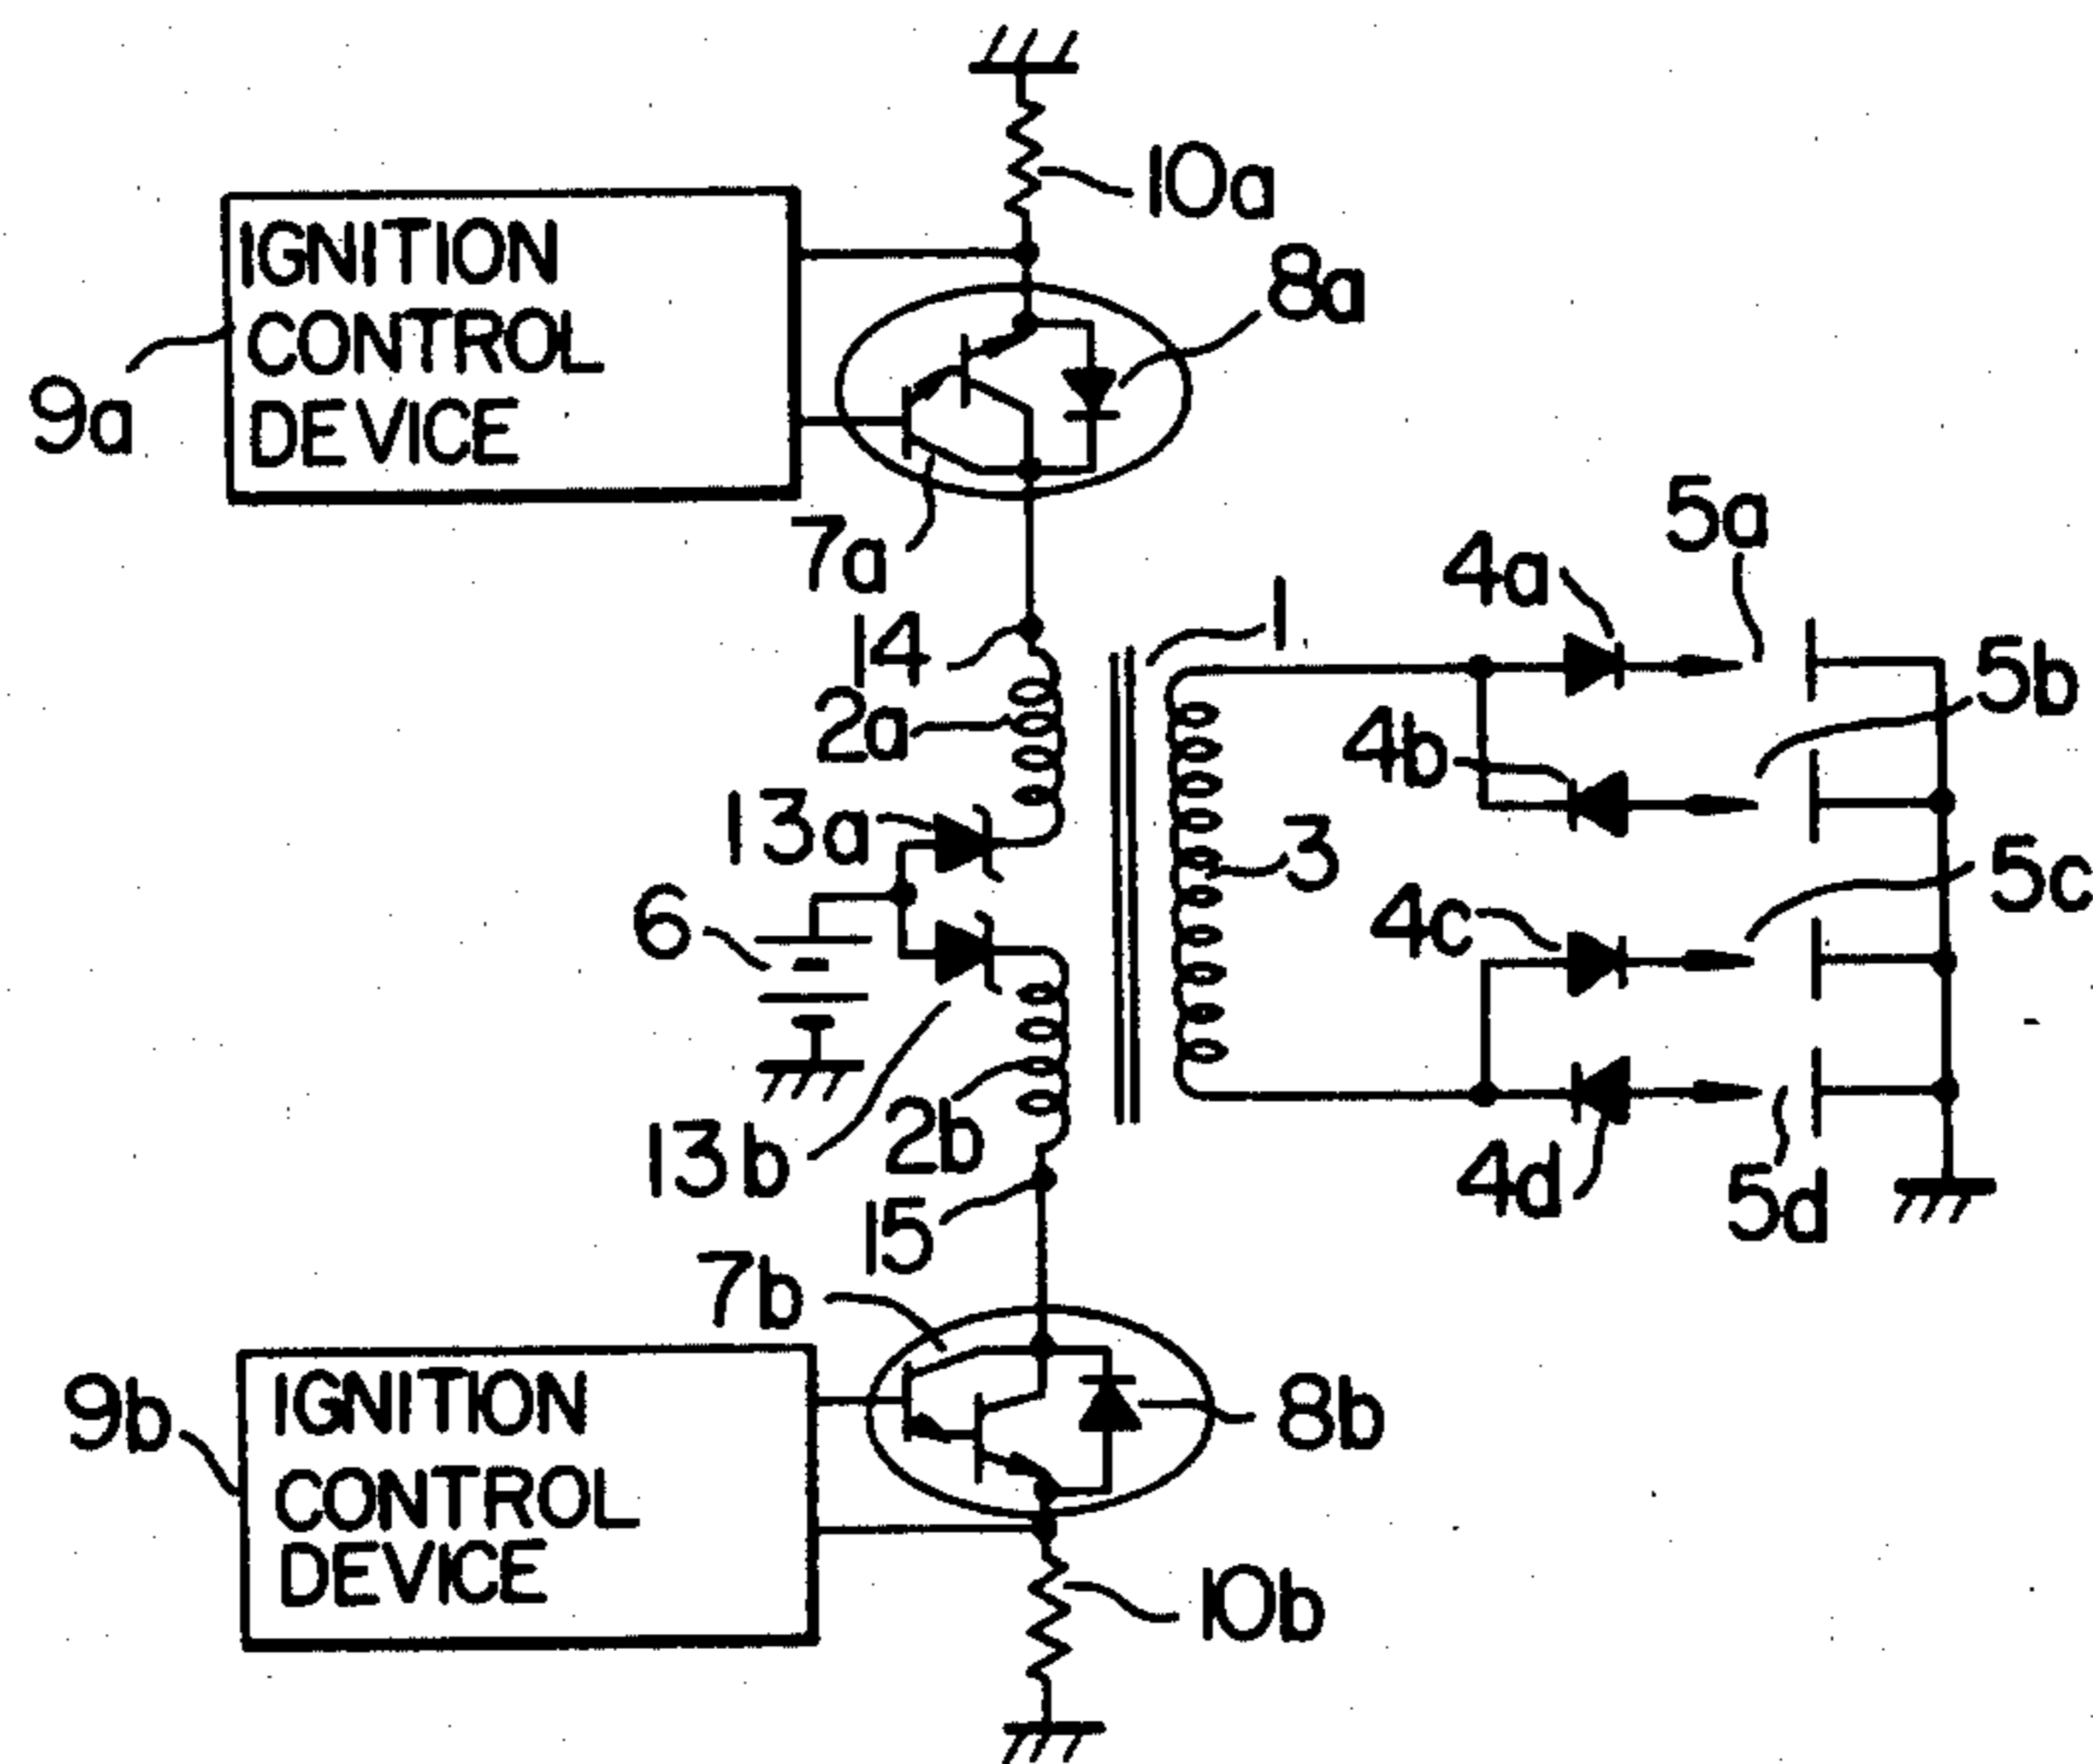 10a
IGNITION
CONTROL
DEVICE
8a
9a
7a
5a
4a
14
1
5b
2a
4b
13a
3
5c
6
4c
13b
2b
4d
5d
15
7b
9b
IGNITION
CONTROL
DEVICE
8b
10b